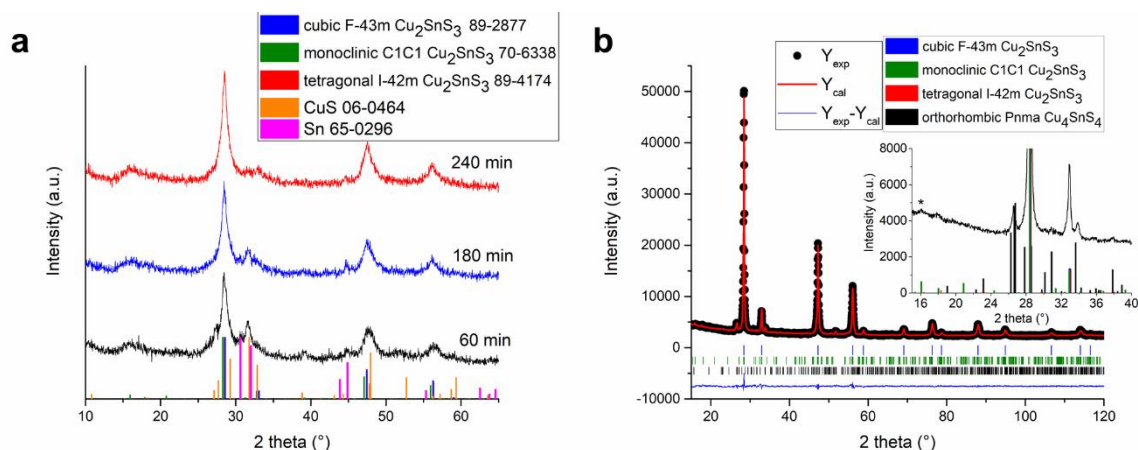 a
cubic F-43m Cu2SnS3 89-2877
monoclinic C1C1 Cu2SnS3 70-6338
tetragonal I-42m Cu2SnS3 89-4174
CuS 06-0464
Sn 65-0296
240 min
180 min
60 min
Intensity (a.u.)
10 20 30 40 50 60
2 theta (°)
b
Yexp
Ycal
Yexp-Ycal
cubic F-43m Cu2SnS3
monoclinic C1C1 Cu2SnS3
tetragonal I-42m Cu2SnS3
orthorhombic Pnma Cu4SnS4
Intensity (a.u.)
50000
40000
30000
20000
10000
0
-10000
20 40 60 80 100 120
2 theta (°)
Intensity (a.u.)
8000
6000
4000
2000
0
*
16 20 24 28 32 36 40
2 theta (°)